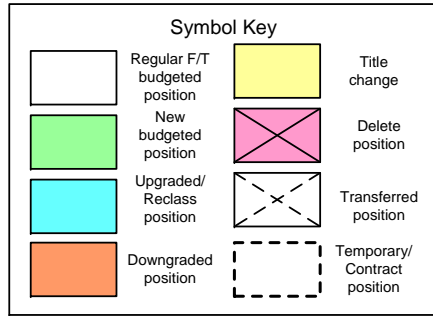 Symbol Key
Regular F/T
budgeted
position
New
budgeted
position
Upgraded/
Reclass
position
Downgraded
position
Title
change
Delete
position
Transferred
position
Temporary/
Contract
position